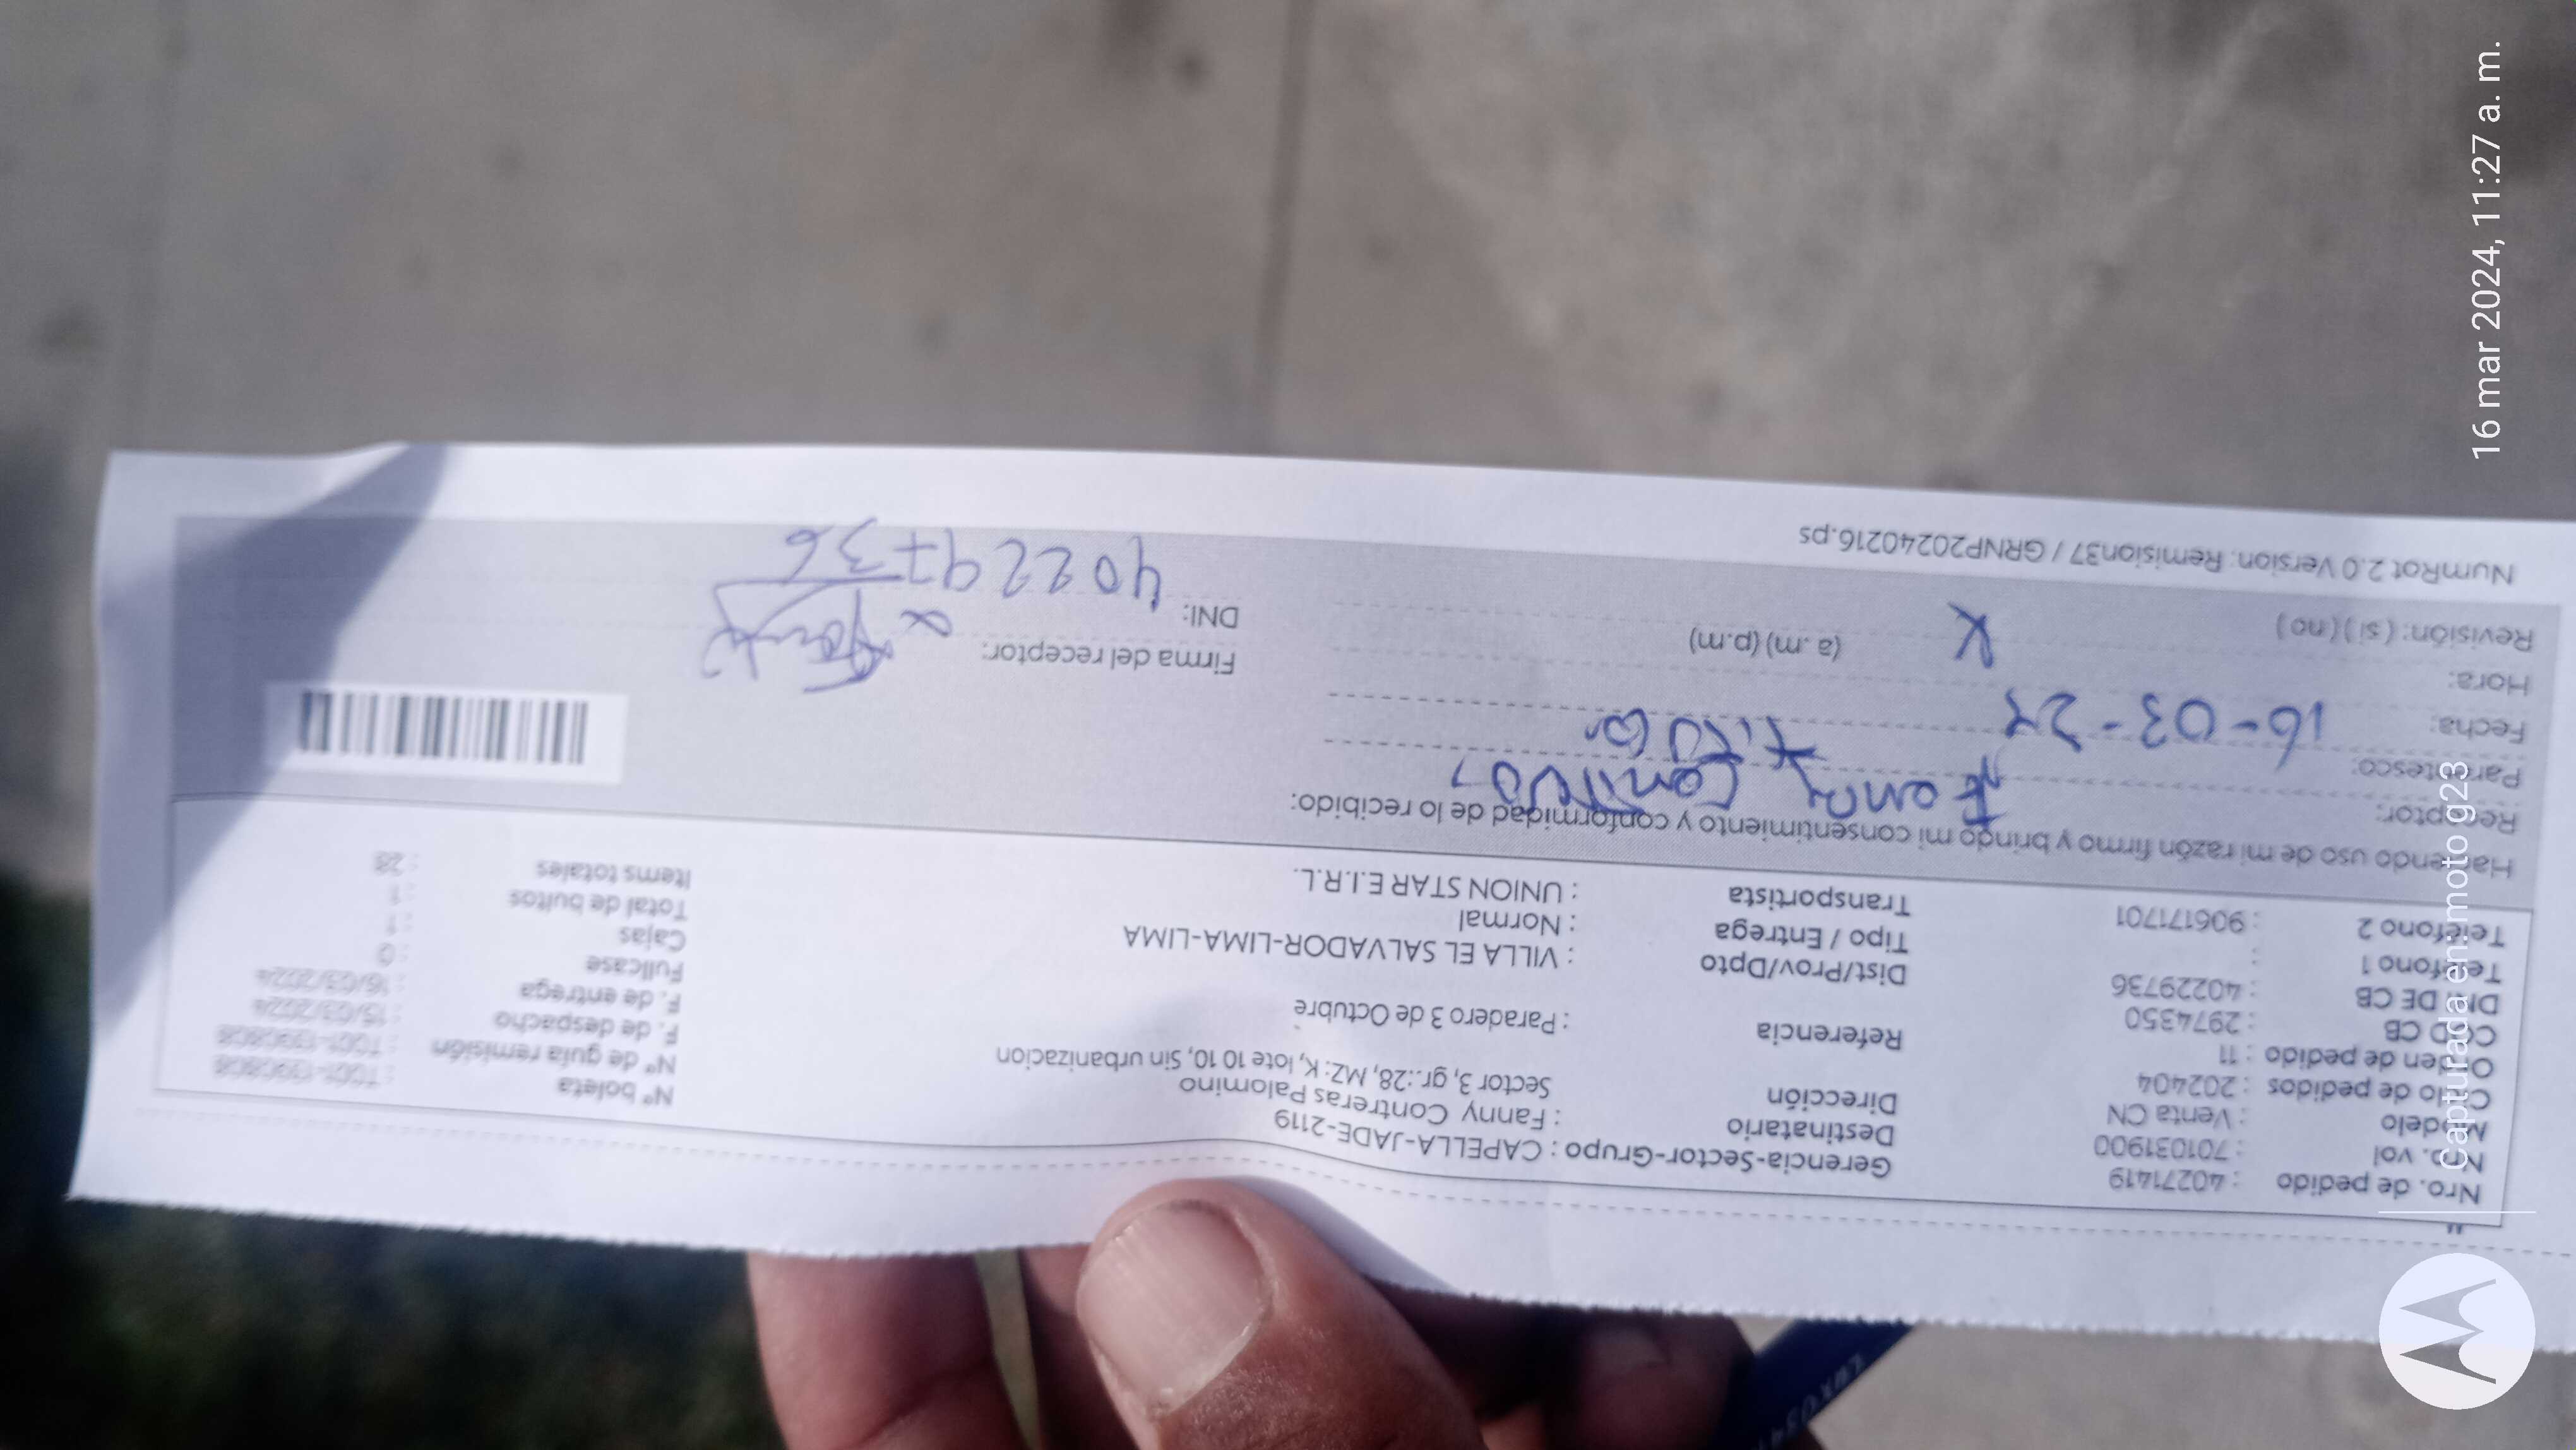 Nro. de pedido : 40271419
Nro. vol : 701031900
Modelo : Venta CN
Ciclo de pedidos : 202404
Orden de pedido : 11
COD CB : 2974350
DNI DE CB : 40229736
Teléfono 1 :
Teléfono 2 : 906171701
Gerencia-Sector-Grupo : CAPELLA-JADE-2119
Destinatario : Fanny Contreras Palomino
Dirección Sector 3, gr.:28, MZ: K, lote 10 10, Sin urbanizacion
Referencia : Paradero 3 de Octubre
Dist/Prov/Dpto : VILLA EL SALVADOR-LIMA-LIMA
Tipo / Entrega : Normal
Transportista : UNION STAR E.I.R.L.
N° boleta
N° de guía remisión
F. de despacho : 15/03/2024
F. de entrega : 16/03/2024
Fullcase : 0
Cajas : 1
Total de bultos : 1
Items totales : 28
Haciendo uso de mi razón firmo y brindo mi consentimiento y conformidad de lo recibido:
Receptor:
Parentesco:
Fecha: 16-03-24
Hora: (a.m) (p.m)
Revisión: (si) (no) X
Firma del receptor:
DNI: 40229736
NumRot 2.0 Version: Remision37 / GRNP20240216.ps
16 mar 2024, 11:27 a. m.
Capturada en: moto g23